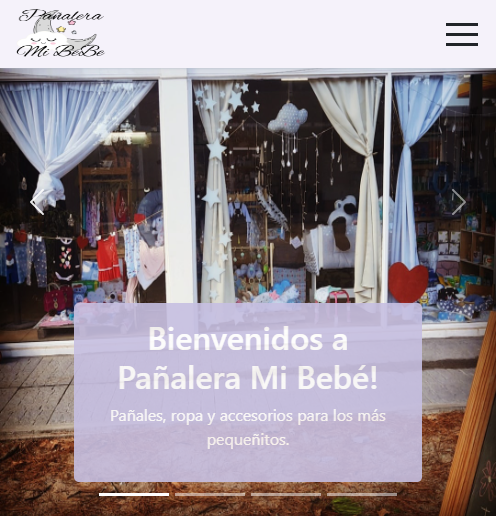 Pañalera
Mi BeBe
Bienvenidos a
Pañalera Mi Bebé!
Pañales, ropa y accesorios para los más
pequeñitos.